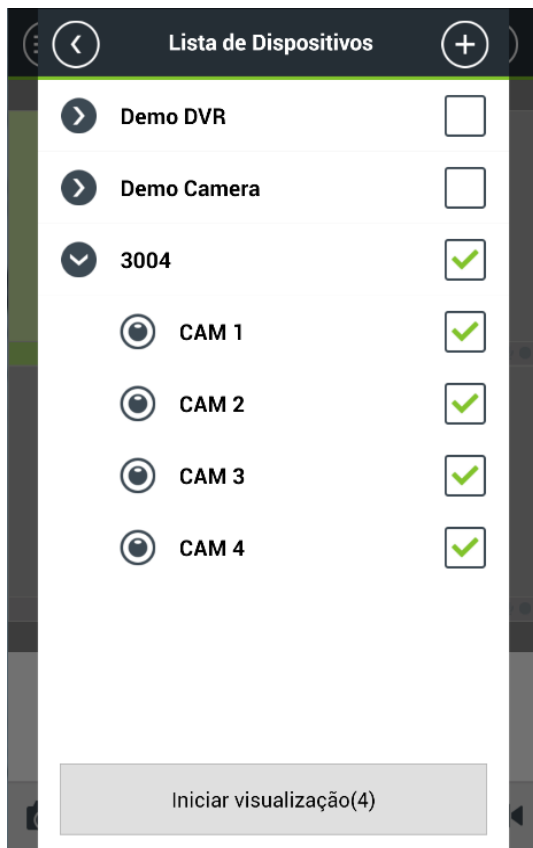 Lista de Dispositivos
Demo DVR
Demo Camera
3004
CAM 1
CAM 2
CAM 3
CAM 4
Iniciar visualização(4)